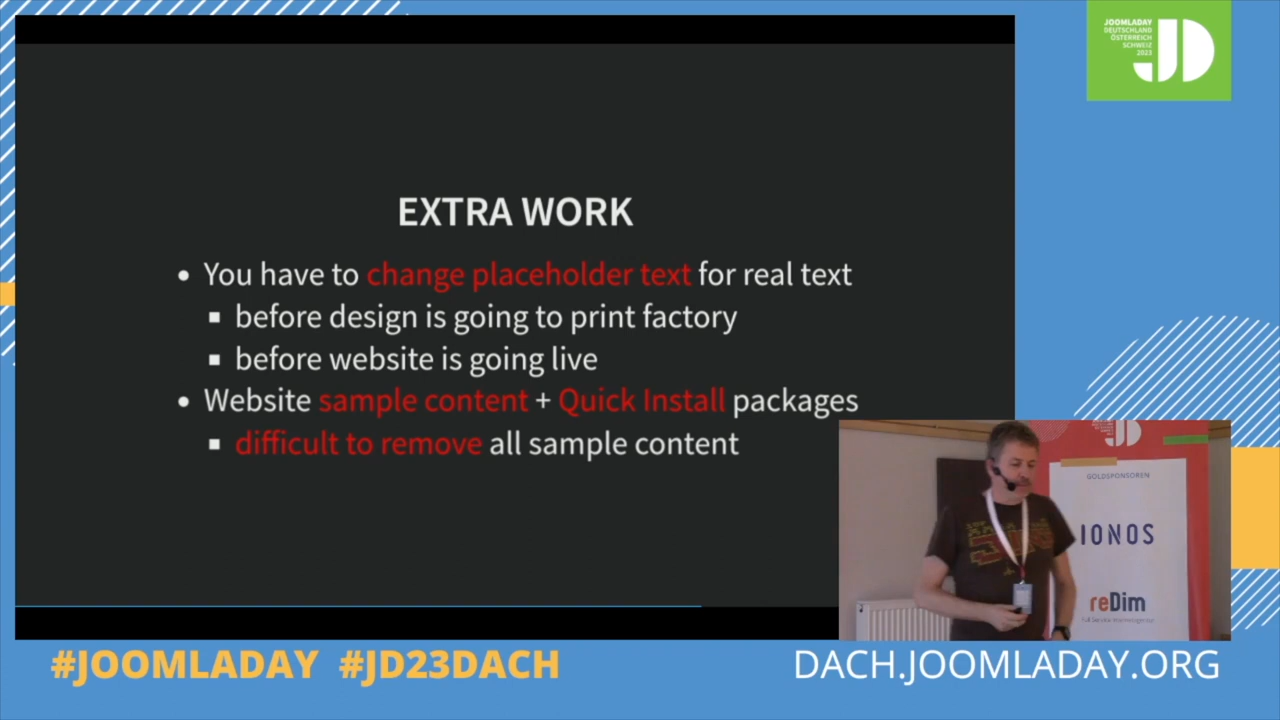 JOOMLADAY
DEUTSCHLAND
ÖSTERREICH
SCHWEIZ
2023
JD
EXTRA WORK
• You have to change placeholder text for real text
▪ before design is going to print factory
▪ before website is going live
• Website sample content + Quick Install packages
▪ difficult to remove all sample content
GOLDSPONSOREN
IONOS
reDim
#JOOMLADAY #JD23DACH
DACH.JOOMLADAY.ORG